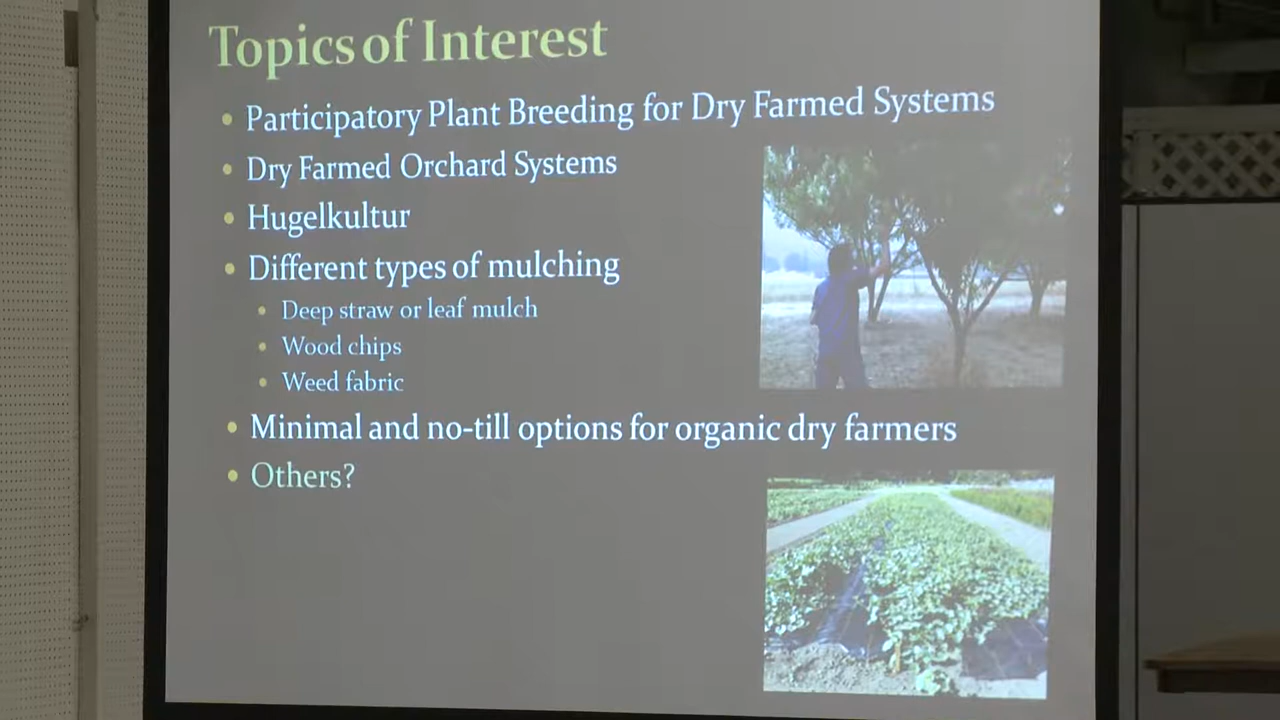 Topics of Interest
• Participatory Plant Breeding for Dry Farmed Systems
• Dry Farmed Orchard Systems
• Hugelkultur
• Different types of mulching
• Deep straw or leaf mulch
• Wood chips
• Weed fabric
• Minimal and no-till options for organic dry farmers
• Others?